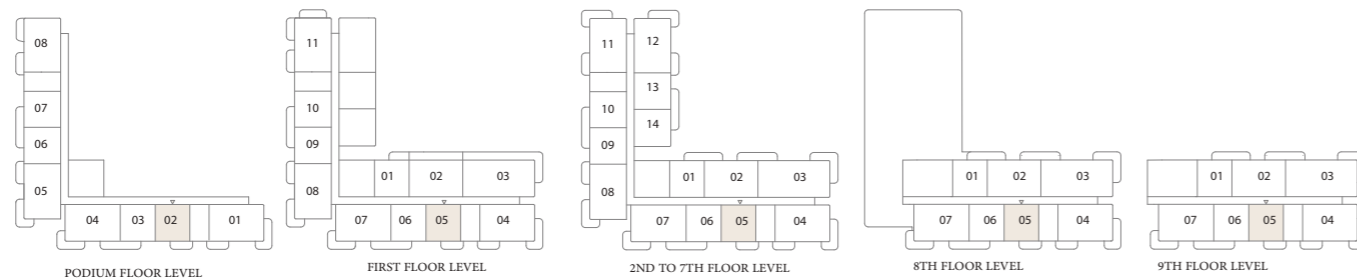 08
07
06
05
04 03 02 01
PODIUM FLOOR LEVEL
11
10
09
08
01 02 03
07 06 05 04
FIRST FLOOR LEVEL
11 12
13
10
14
09
08
01 02 03
07 06 05 04
2ND TO 7TH FLOOR LEVEL
01 02 03
07 06 05 04
8TH FLOOR LEVEL
01 02 03
07 06 05 04
9TH FLOOR LEVEL